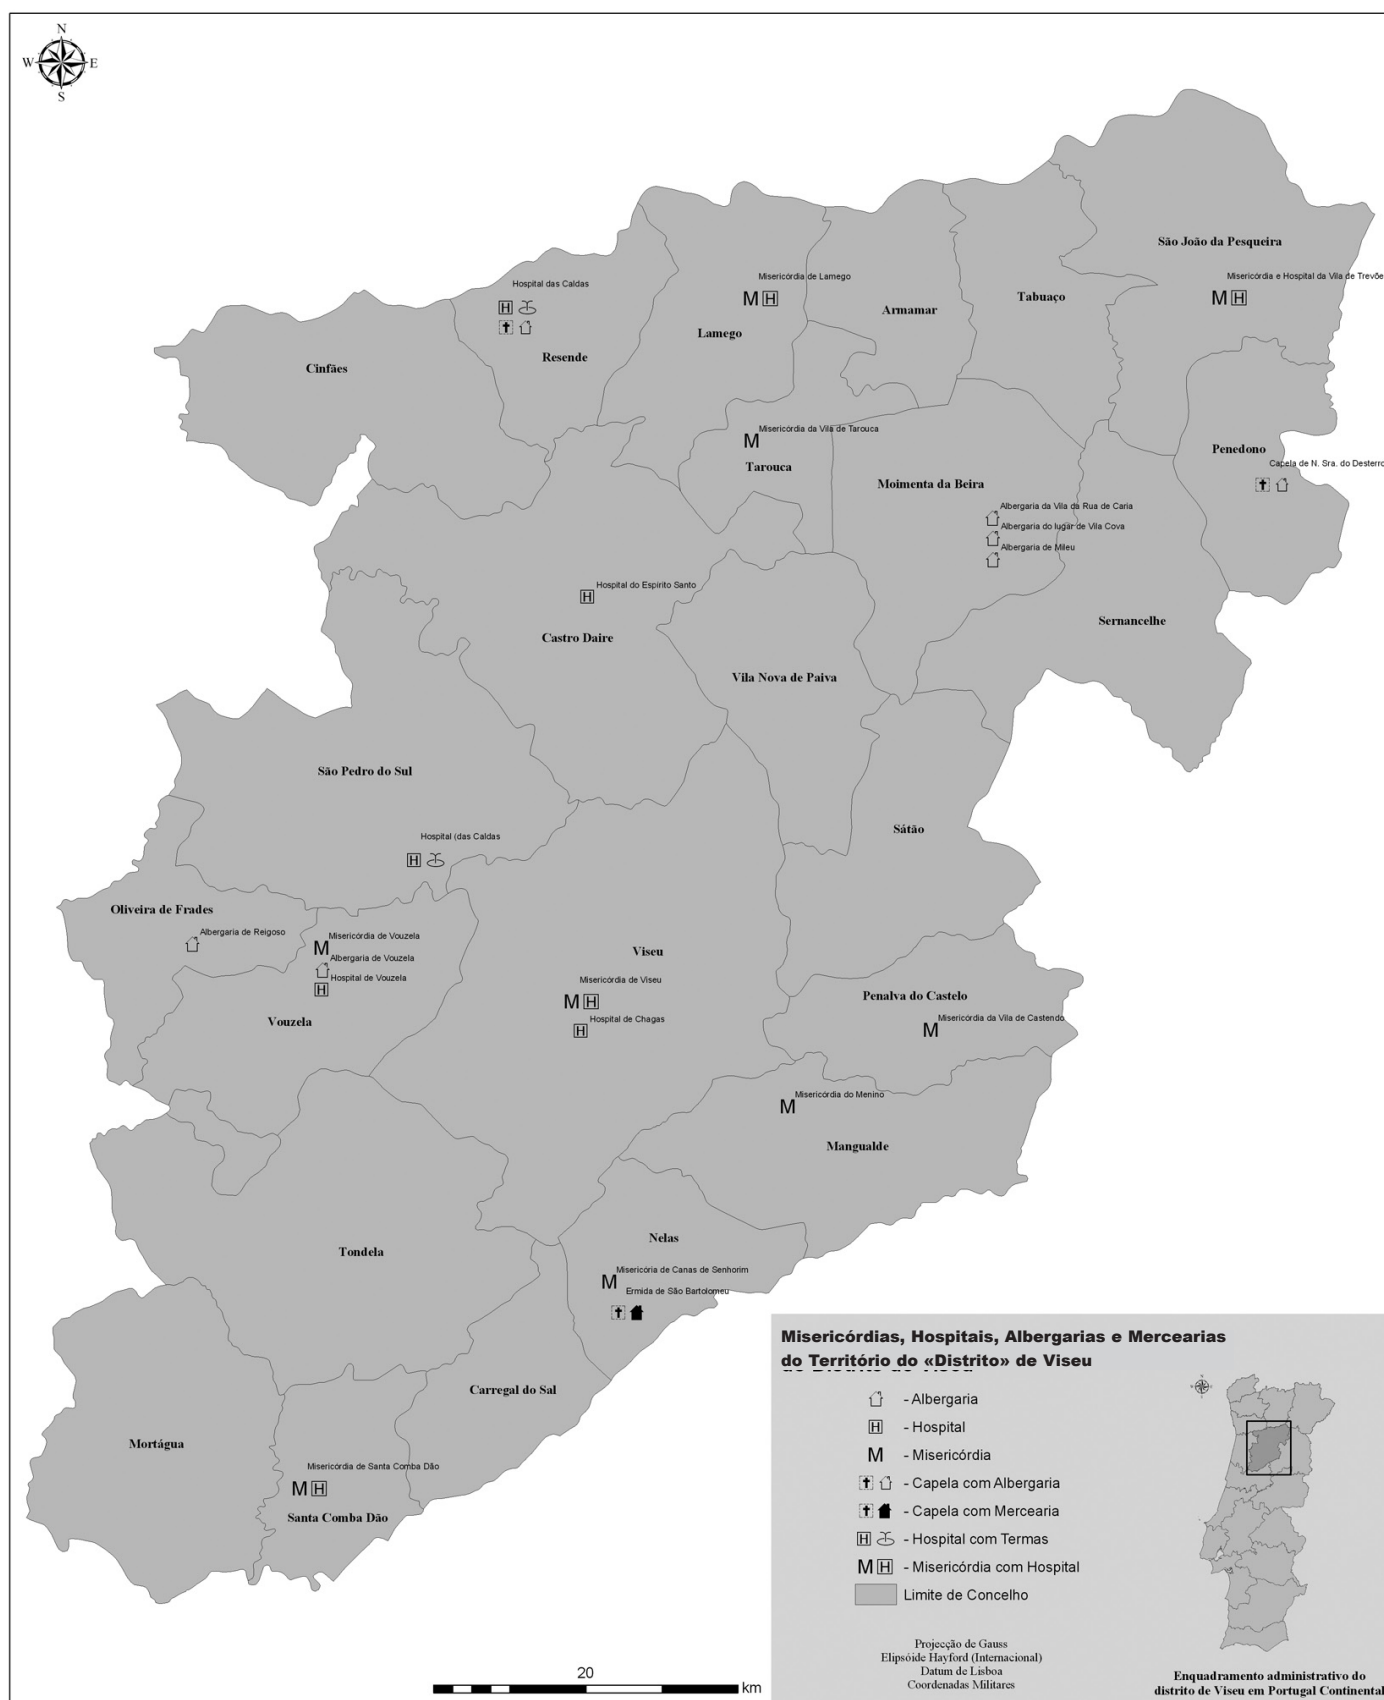 N
W E
S
São João da Pesqueira
Misericórdia e Hospital da Vila de Trevõe
M H
Hospital das Caldas
H
Resende
Misericórdia de Lamego
M H
Lamego
Armamar
Tabuaço
Cinfães
Misericórdia da Vila de Tarouca
M
Tarouca
Moimenta da Beira
Penedono
Capela de N. Sra. do Desterro
Albergaria da Vila da Rua de Caria
Albergaria do lugar de Vila Cova
Albergaria de Mileu
Hospital do Espirito Santo
H
Castro Daire
Sernancelhe
Vila Nova de Paiva
São Pedro do Sul
Hospital (das Caldas
H
Sátão
Oliveira de Frades
Albergaria de Reigoso
Misericórdia de Vouzela
M
Albergaria de Vouzela
Hospital de Vouzela
H
Vouzela
Viseu
Misericórdia de Viseu
M H
Hospital de Chagas
H
Penalva do Castelo
Misericórdia da Vila de Castendo
M
Misericórdia do Menino
M
Mangualde
Nelas
Misericória de Canas de Senhorim
M
Ermida de São Bartolomeu
Tondela
Carregal do Sal
Mortágua
Misericórdia de Santa Comba Dão
M H
Santa Comba Dão
Misericórdias, Hospitais, Albergarias e Mercearias
do Território do «Distrito» de Viseu
- Albergaria
H - Hospital
M - Misericórdia
- Capela com Albergaria
- Capela com Mercearia
H - Hospital com Termas
M H - Misericórdia com Hospital
Limite de Concelho
Projecção de Gauss
Elipsóide Hayford (Internacional)
Datum de Lisboa
Coordenadas Militares
Enquadramento administrativo do
distrito de Viseu em Portugal Continental
20
km